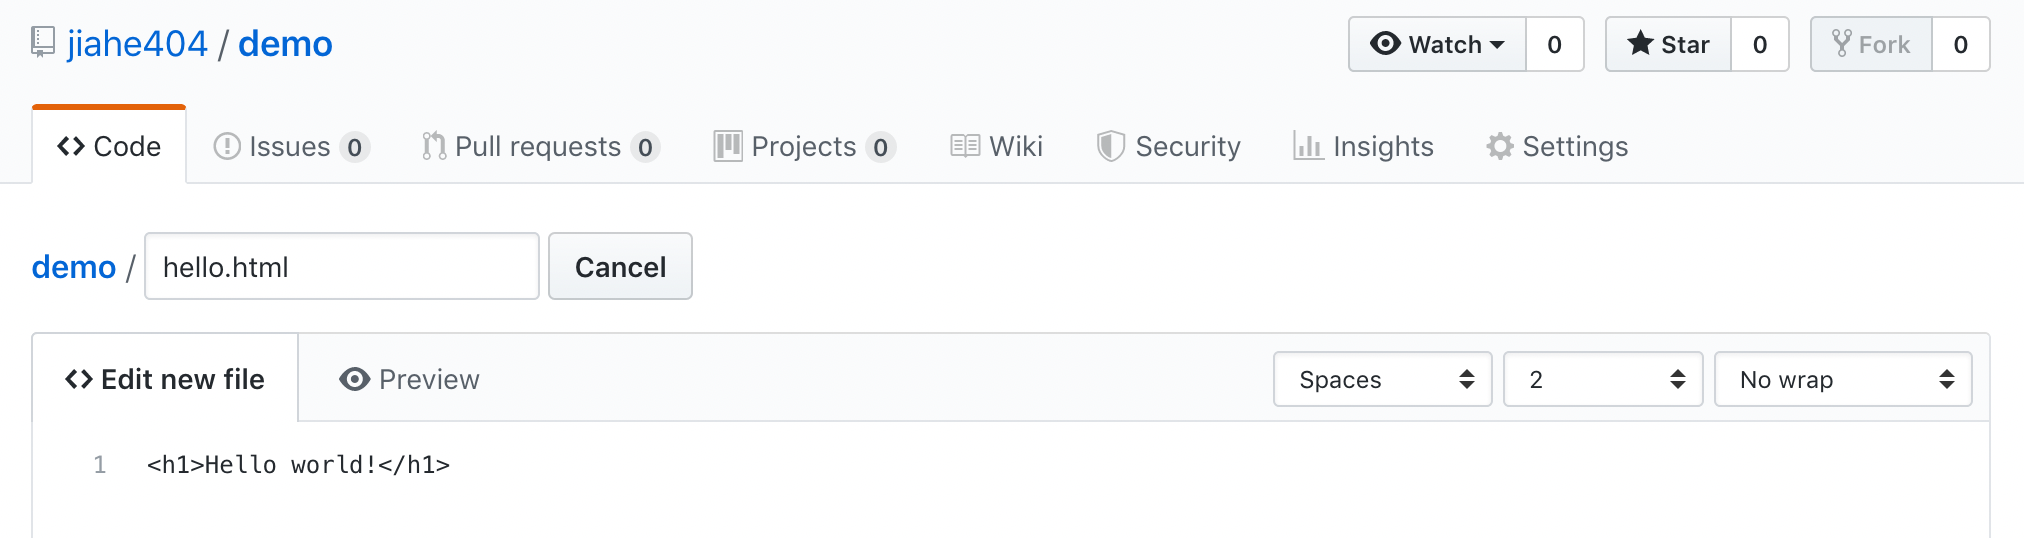 jiahe404 / demo Watch 0 Star 0 Fork 0
Code Issues 0 Pull requests 0 Projects 0 Wiki Security Insights Settings
demo / hello.html Cancel
Edit new file Preview Spaces 2 No wrap
1 <h1>Hello world!</h1>